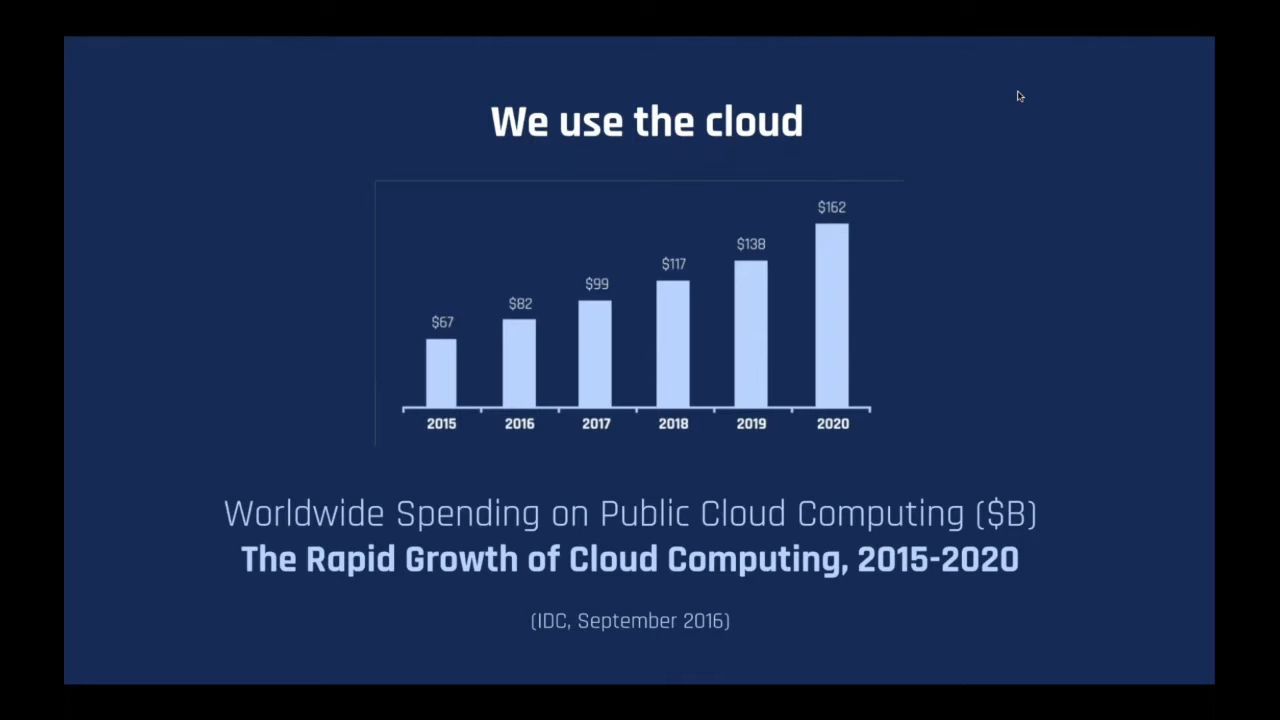 We use the cloud
$162
$138
$117
$99
$82
$67
2015 2016 2017 2018 2019 2020
Worldwide Spending on Public Cloud Computing ($B)
The Rapid Growth of Cloud Computing, 2015-2020
(IDC, September 2016)